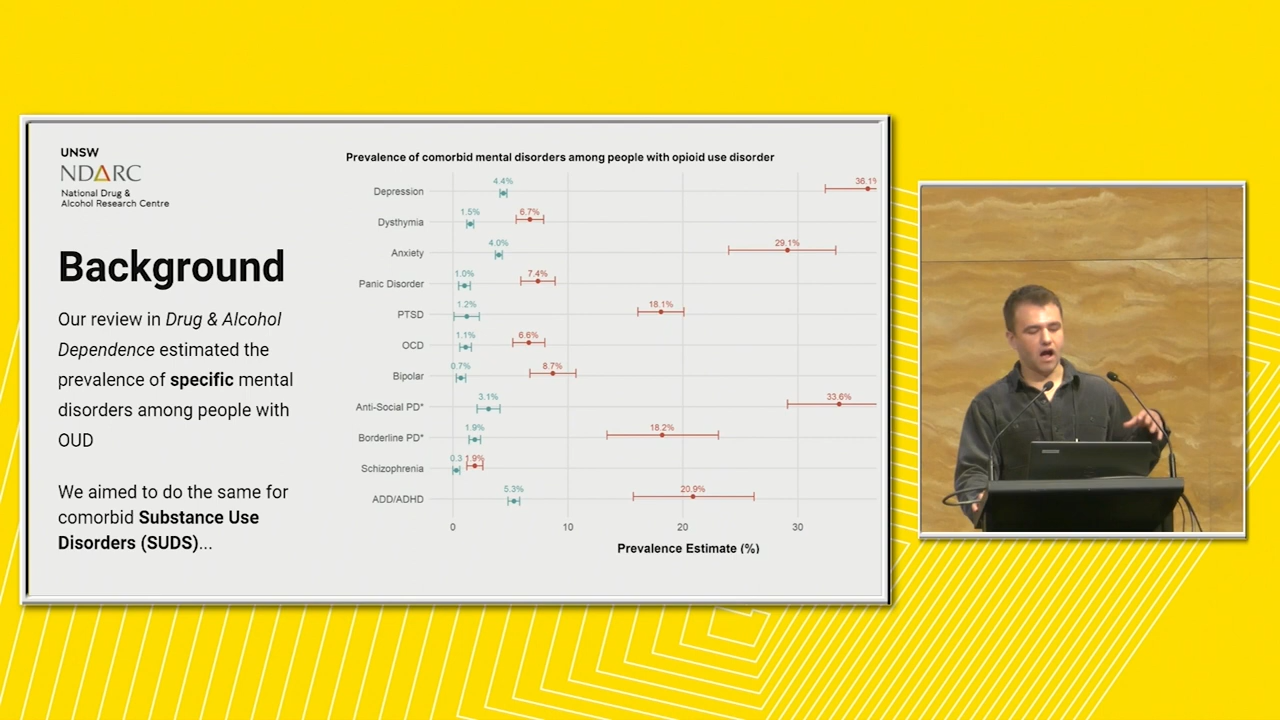 UNSW
NDARC
National Drug &
Alcohol Research Centre
Background
Our review in Drug & Alcohol
Dependence estimated the
prevalence of specific mental
disorders among people with
OUD
We aimed to do the same for
comorbid Substance Use
Disorders (SUDS)...
Prevalence of comorbid mental disorders among people with opioid use disorder
Depression 4.4% 36.1%
Dysthymia 1.5% 6.7%
Anxiety 4.0% 29.1%
Panic Disorder 1.0% 7.4%
PTSD 1.2% 18.1%
OCD 1.1% 6.6%
Bipolar 0.7% 8.7%
Anti-Social PD* 3.1% 33.6%
Borderline PD* 1.9% 18.2%
Schizophrenia 0.3 1.9%
ADD/ADHD 5.3% 20.9%
0 10 20 30
Prevalence Estimate (%)